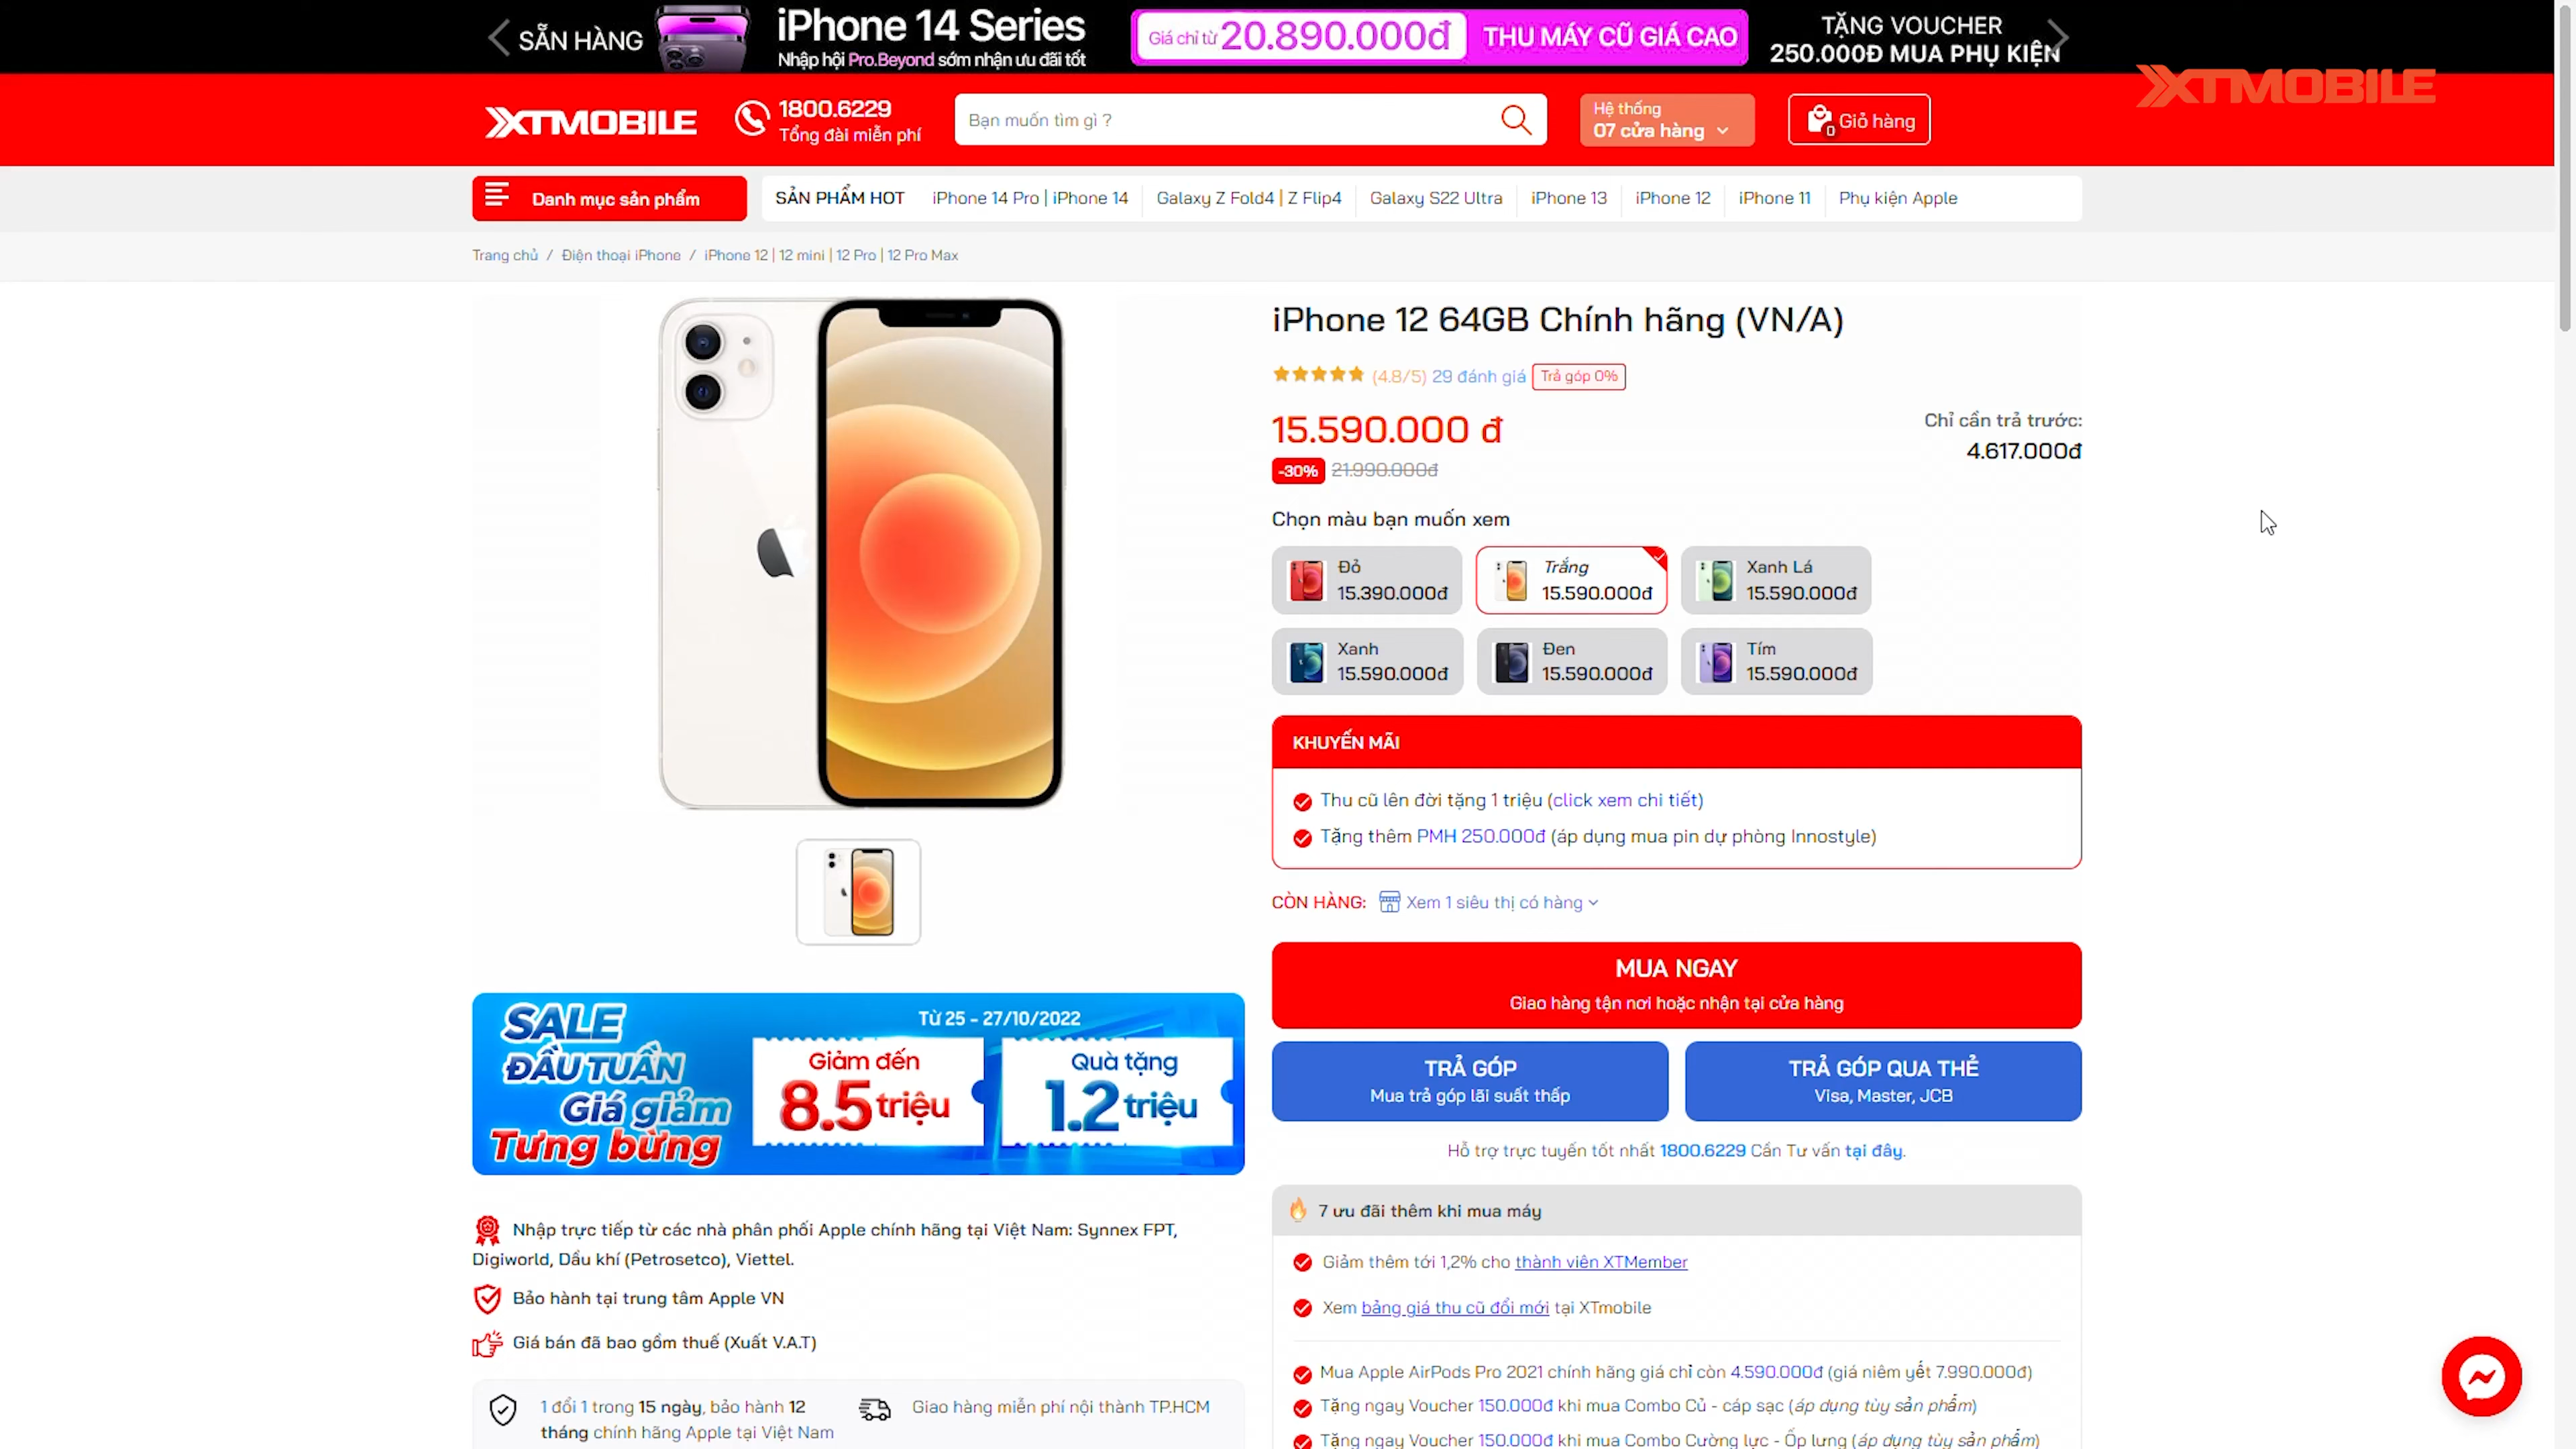 SẴN HÀNG
iPhone 14 Series
Nhập hội Pro.Beyond sớm nhận ưu đãi tốt
Giá chỉ từ 20.890.000đ
THU MÁY CŨ GIÁ CAO
TẶNG VOUCHER
250.000Đ MUA PHỤ KIỆN
XTMOBILE
XTMOBILE
1800.6229
Tổng đài miễn phí
Bạn muốn tìm gì ?
Hệ thống
07 cửa hàng
0
Giỏ hàng
Danh mục sản phẩm
SẢN PHẨM HOT
iPhone 14 Pro | iPhone 14
Galaxy Z Fold4 | Z Flip4
Galaxy S22 Ultra
iPhone 13
iPhone 12
iPhone 11
Phụ kiện Apple
Trang chủ / Điện thoại iPhone / iPhone 12 | 12 mini | 12 Pro | 12 Pro Max
iPhone 12 64GB Chính hãng (VN/A)
(4.8/5) 29 đánh giá Trả góp 0%
15.590.000 đ
-30% 21.990.000đ
Chỉ cần trả trước:
4.617.000đ
Chọn màu bạn muốn xem
Đỏ
15.390.000đ
Trắng
15.590.000đ
Xanh Lá
15.590.000đ
Xanh
15.590.000đ
Đen
15.590.000đ
Tím
15.590.000đ
KHUYẾN MÃI
Thu cũ lên đời tặng 1 triệu (click xem chi tiết)
Tặng thêm PMH 250.000đ (áp dụng mua pin dự phòng Innostyle)
CÒN HÀNG: Xem 1 siêu thị có hàng
MUA NGAY
Giao hàng tận nơi hoặc nhận tại cửa hàng
TRẢ GÓP
Mua trả góp lãi suất thấp
TRẢ GÓP QUA THẺ
Visa, Master, JCB
Hỗ trợ trực tuyến tốt nhất 1800.6229 Cần Tư vấn tại đây.
7 ưu đãi thêm khi mua máy
Giảm thêm tới 1,2% cho thành viên XTMember
Xem bảng giá thu cũ đổi mới tại XTmobile
Mua Apple AirPods Pro 2021 chính hãng giá chỉ còn 4.590.000đ (giá niêm yết 7.990.000đ)
Tặng ngay Voucher 150.000đ khi mua Combo Củ - cáp sạc (áp dụng tùy sản phẩm)
Tặng ngay Voucher 150.000đ khi mua Combo Cường lực - Ốp lưng (áp dụng tùy sản phẩm)
SALE
ĐẦU TUẦN
Giá giảm
Tưng bừng
Từ 25 - 27/10/2022
Giảm đến
8.5 triệu
Quà tặng
1.2 triệu
Nhập trực tiếp từ các nhà phân phối Apple chính hãng tại Việt Nam: Synnex FPT,
Digiworld, Dầu khí (Petrosetco), Viettel.
Bảo hành tại trung tâm Apple VN
Giá bán đã bao gồm thuế (Xuất V.A.T)
1 đổi 1 trong 15 ngày, bảo hành 12
tháng chính hãng Apple tại Việt Nam
Giao hàng miễn phí nội thành TP.HCM